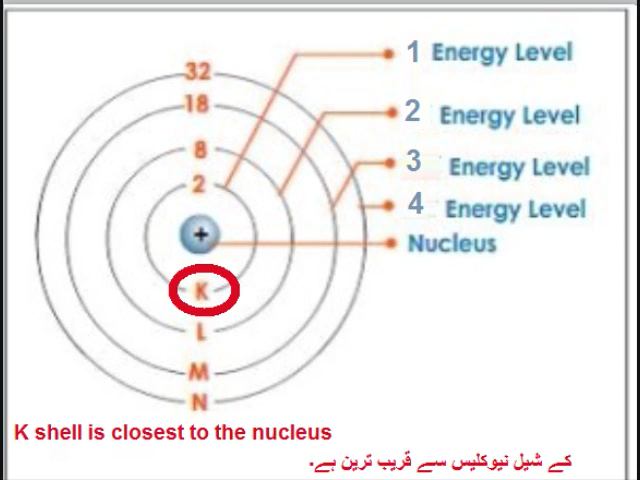 32
18
8
2
+
K
L
M
N
1 Energy Level
2 Energy Level
3 Energy Level
4 Energy Level
Nucleus
K shell is closest to the nucleus
کے شیل نیوکلیس سے قریب ترین ہے۔